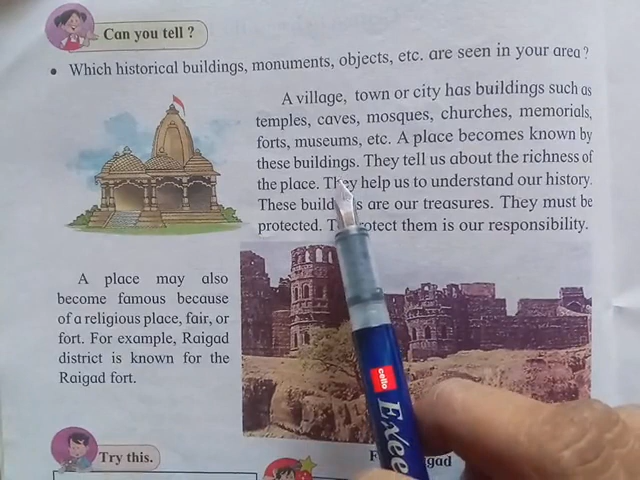 Can you tell ?
• Which historical buildings, monuments, objects, etc. are seen in your area ?
A village, town or city has buildings such as
temples, caves, mosques, churches, memorials,
forts, museums, etc. A place becomes known by
these buildings. They tell us about the richness of
the place. They help us to understand our history.
These build s are our treasures. They must be
protected. T rotect them is our responsibility.
A place may also
become famous because
of a religious place, fair, or
fort. For example, Raigad
district is known for the
Raigad fort.
cello
Exee
Try this.
F gad